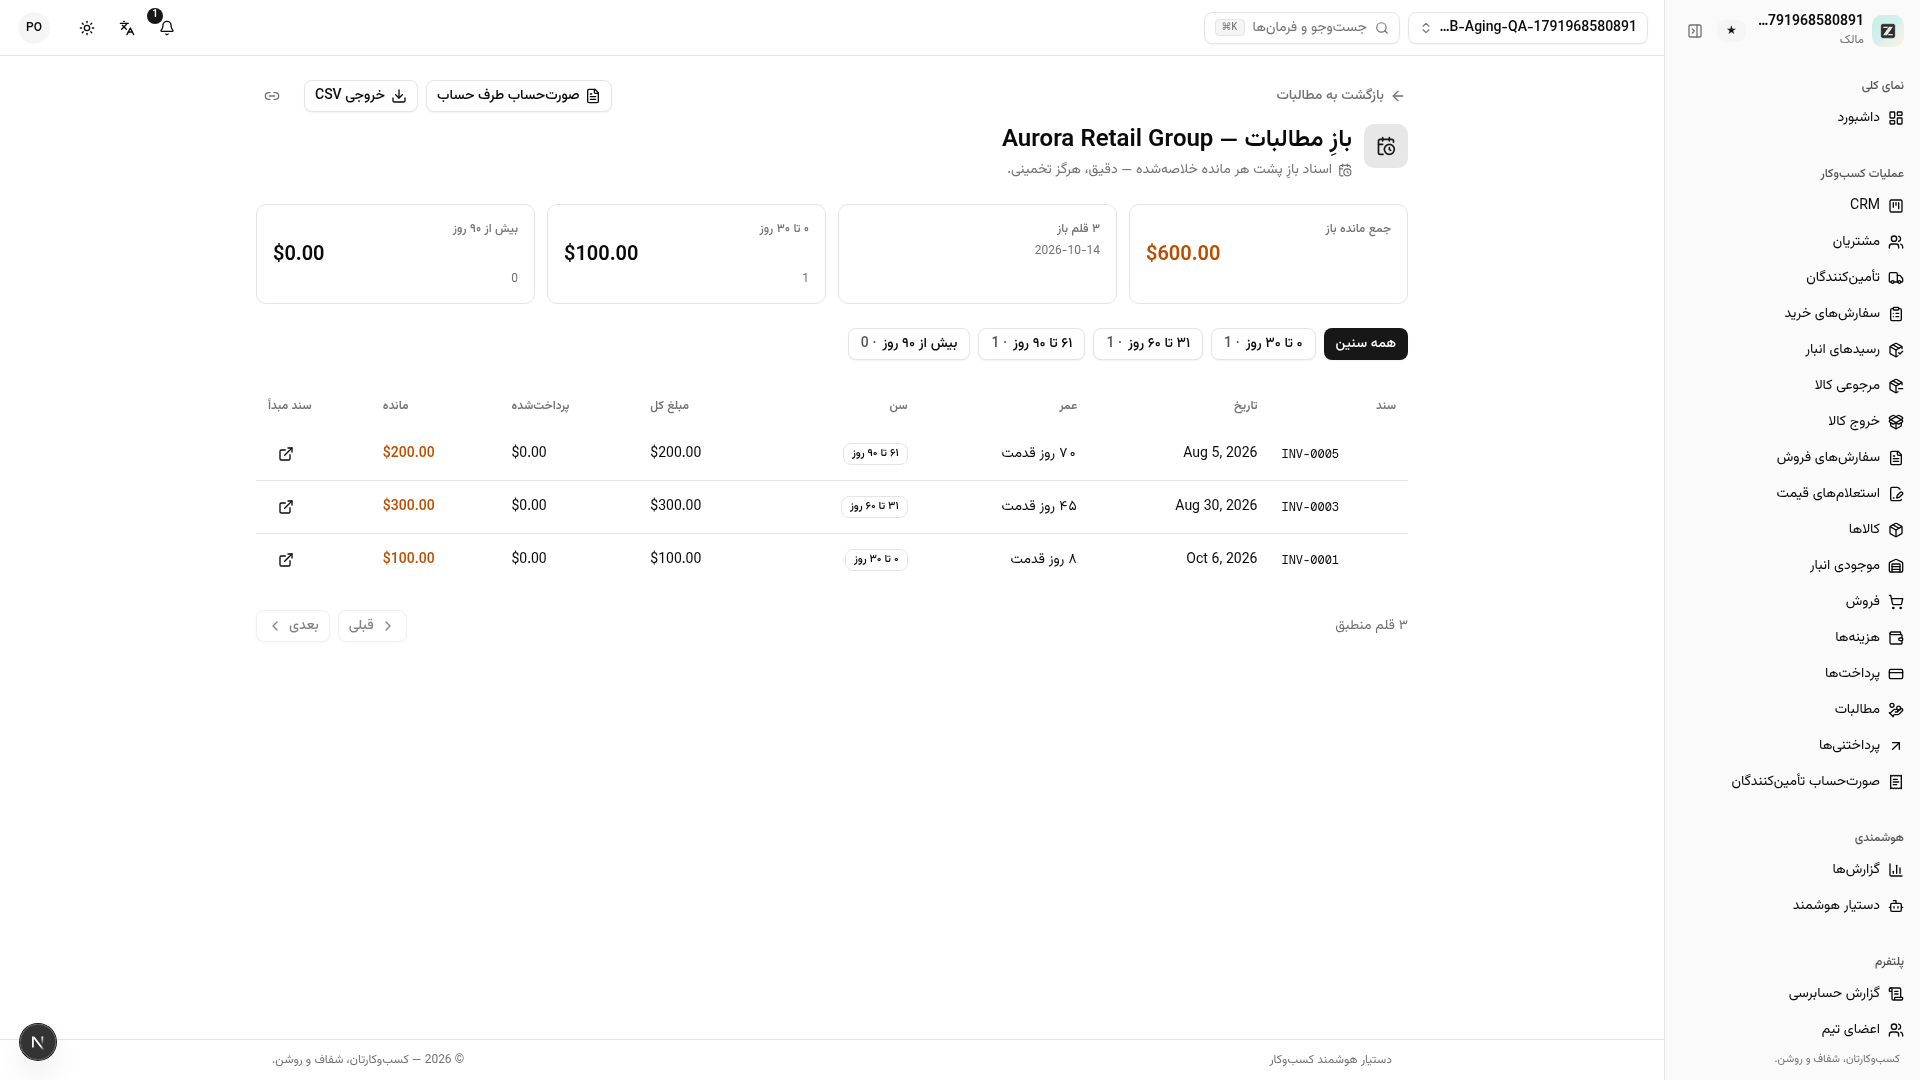 …791968580891
مالک
★
B-Aging-QA-1791968580891…
جست‌وجو و فرمان‌ها
⌘K
1
PO
نمای کلی
داشبورد
عملیات کسب‌وکار
CRM
مشتریان
تأمین‌کنندگان
سفارش‌های خرید
رسیدهای انبار
مرجوعی کالا
خروج کالا
سفارش‌های فروش
استعلام‌های قیمت
کالاها
موجودی انبار
فروش
هزینه‌ها
پرداخت‌ها
مطالبات
پرداختنی‌ها
صورت‌حساب تأمین‌کنندگان
هوشمندی
گزارش‌ها
دستیار هوشمند
پلتفرم
گزارش حسابرسی
اعضای تیم
کسب‌وکارتان، شفاف و روشن.
بازگشت به مطالبات
صورت‌حساب طرف حساب
خروجی CSV
بازِ مطالبات — Aurora Retail Group
اسناد بازِ پشت هر مانده خلاصه‌شده — دقیق، هرگز تخمینی.
جمع مانده باز
$600.00
۳ قلم باز
2026-10-14
۰ تا ۳۰ روز
$100.00
1
بیش از ۹۰ روز
$0.00
0
همه سنین
۰ تا ۳۰ روز · 1
۳۱ تا ۶۰ روز · 1
۶۱ تا ۹۰ روز · 1
بیش از ۹۰ روز · 0
سند تاریخ عمر سن مبلغ کل پرداخت‌شده مانده سند مبدأ
INV-0005 Aug 5, 2026 ۷۰ روز قدمت ۶۱ تا ۹۰ روز $200.00 $0.00 $200.00
INV-0003 Aug 30, 2026 ۴۵ روز قدمت ۳۱ تا ۶۰ روز $300.00 $0.00 $300.00
INV-0001 Oct 6, 2026 ۸ روز قدمت ۰ تا ۳۰ روز $100.00 $0.00 $100.00
۳ قلم منطبق
قبلی
بعدی
دستیار هوشمند کسب‌وکار
© 2026 — کسب‌وکارتان، شفاف و روشن.
N